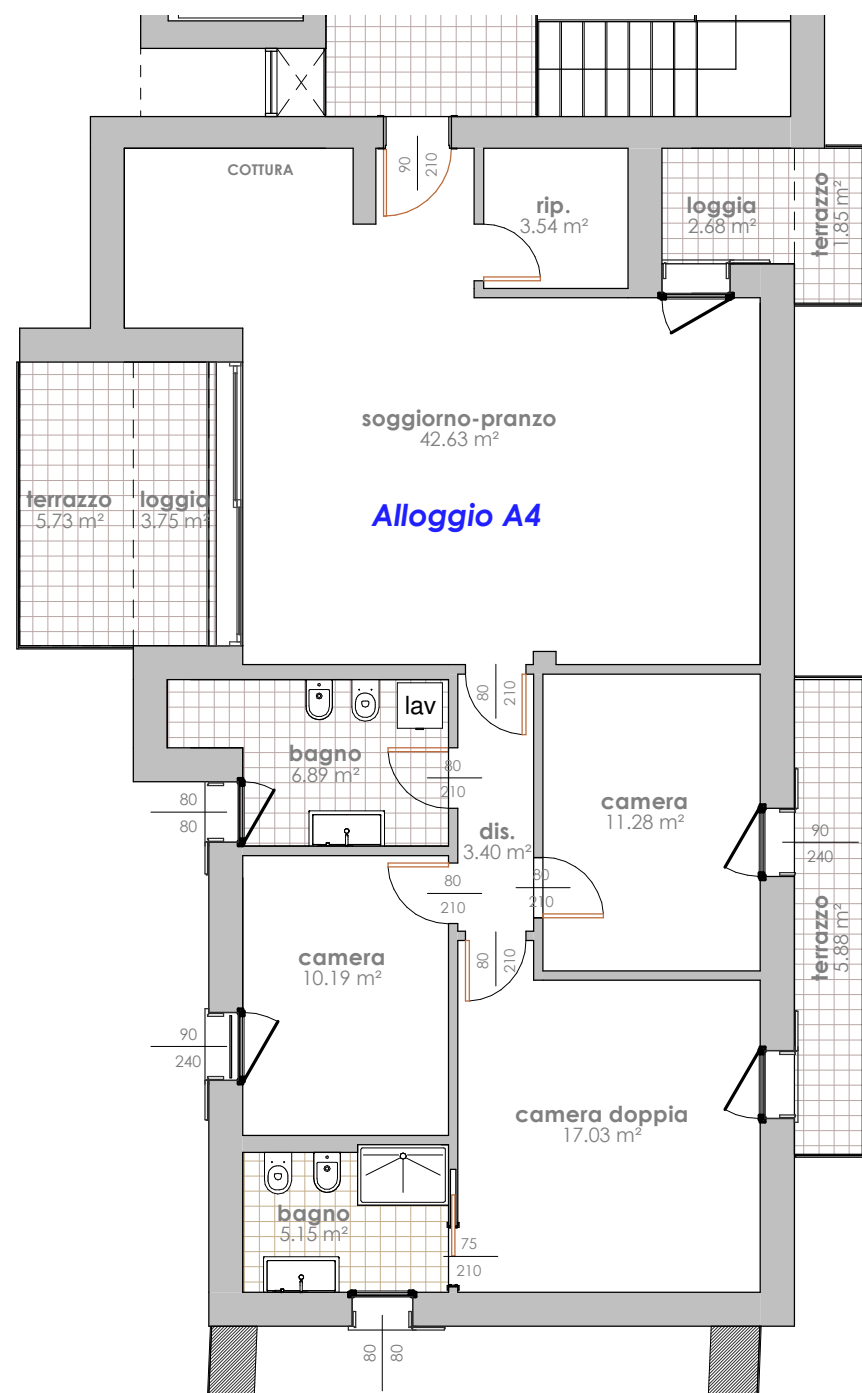 COTTURA
90
210
rip.
3.54 m²
loggia
2.68 m²
terrazzo
1.85 m²
soggiorno-pranzo
42.63 m²
Alloggio A4
terrazzo
5.73 m²
loggia
3.75 m²
80
210
lav
bagno
6.89 m²
80
210
80
80
camera
11.28 m²
dis.
3.40 m²
90
240
80
210
80
210
80
210
camera
10.19 m²
terrazzo
5.88 m²
90
240
camera doppia
17.03 m²
bagno
5.15 m²
75
210
80
80